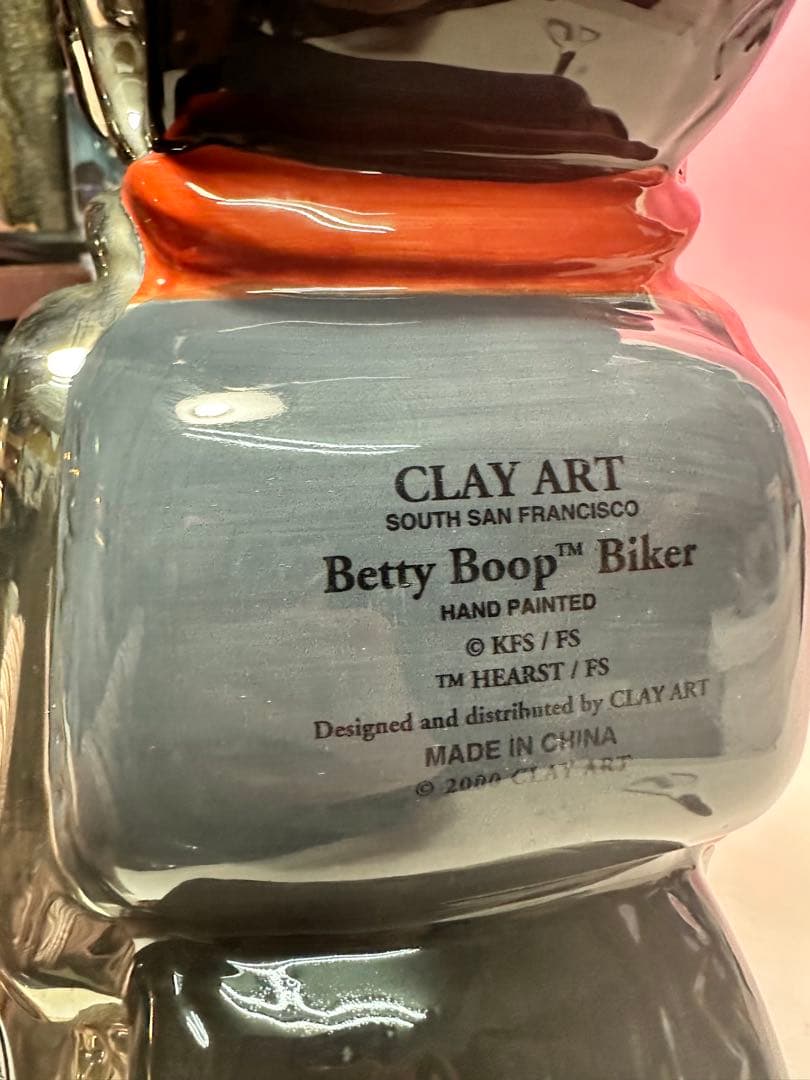 CLAY ART
SOUTH SAN FRANCISCO
Betty Boop™ Biker
HAND PAINTED
© KFS / FS
™ HEARST / FS
Designed and distributed by CLAY ART
MADE IN CHINA
© 2000 CLAY ART